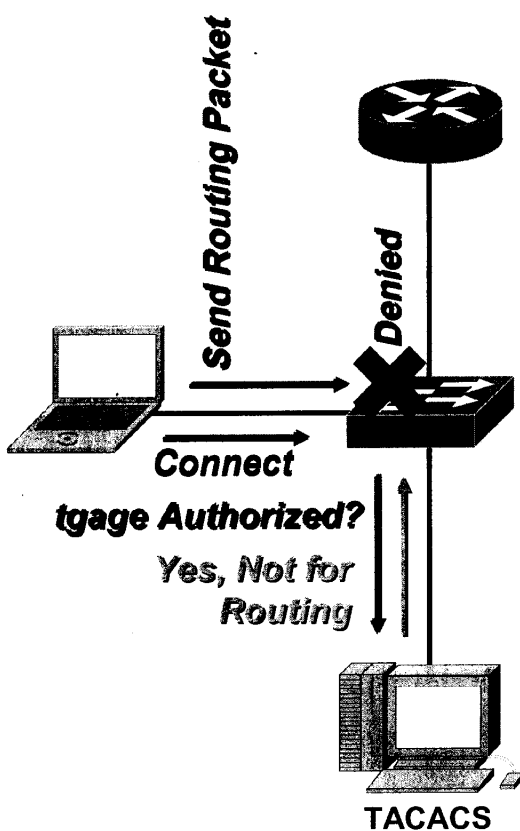 Send Routing Packet
Denied
Connect
tgage Authorized?
Yes, Not for
Routing
TACACS